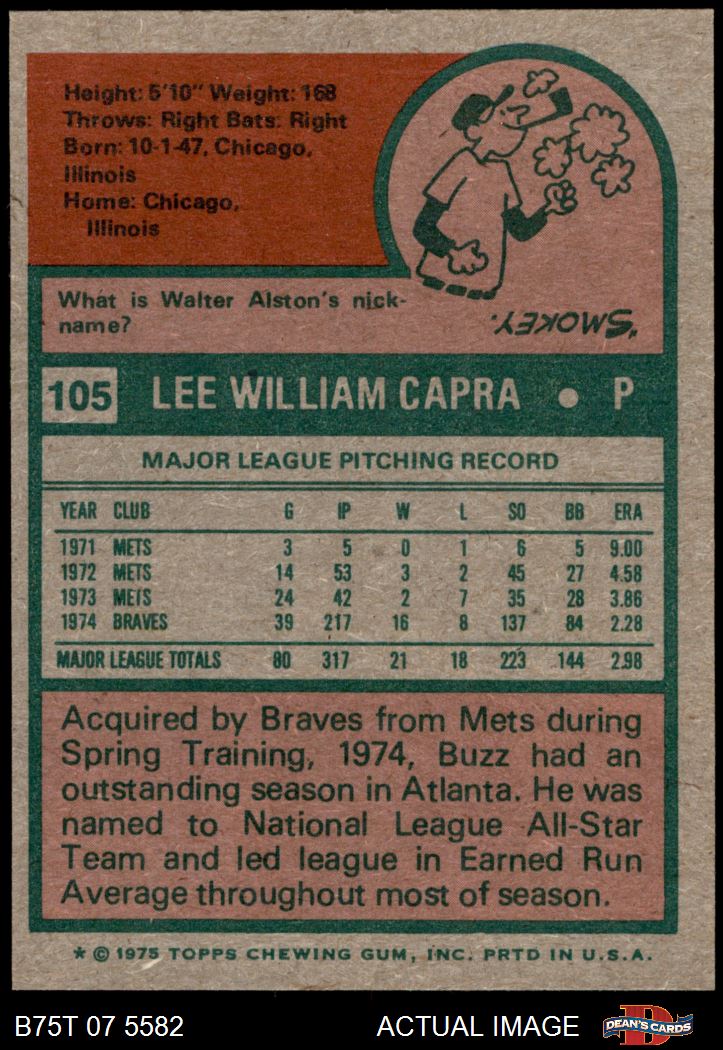 Height: 5'10" Weight: 168
Throws: Right Bats: Right
Born: 10-1-47, Chicago,
Illinois
Home: Chicago,
Illinois
What is Walter Alston's nick-
name?
"SMOKEY.
105 LEE WILLIAM CAPRA • P
MAJOR LEAGUE PITCHING RECORD
YEAR CLUB G IP W L SO BB ERA
1971 METS 3 5 0 1 6 5 9.00
1972 METS 14 53 3 2 45 27 4.58
1973 METS 24 42 2 7 35 28 3.86
1974 BRAVES 39 217 16 8 137 84 2.28
MAJOR LEAGUE TOTALS 80 317 21 18 223 144 2.98
Acquired by Braves from Mets during
Spring Training, 1974, Buzz had an
outstanding season in Atlanta. He was
named to National League All-Star
Team and led league in Earned Run
Average throughout most of season.
* © 1975 TOPPS CHEWING GUM, INC. PRTD IN U.S.A.
B75T 07 5582 ACTUAL IMAGE D DEAN'S CARDS